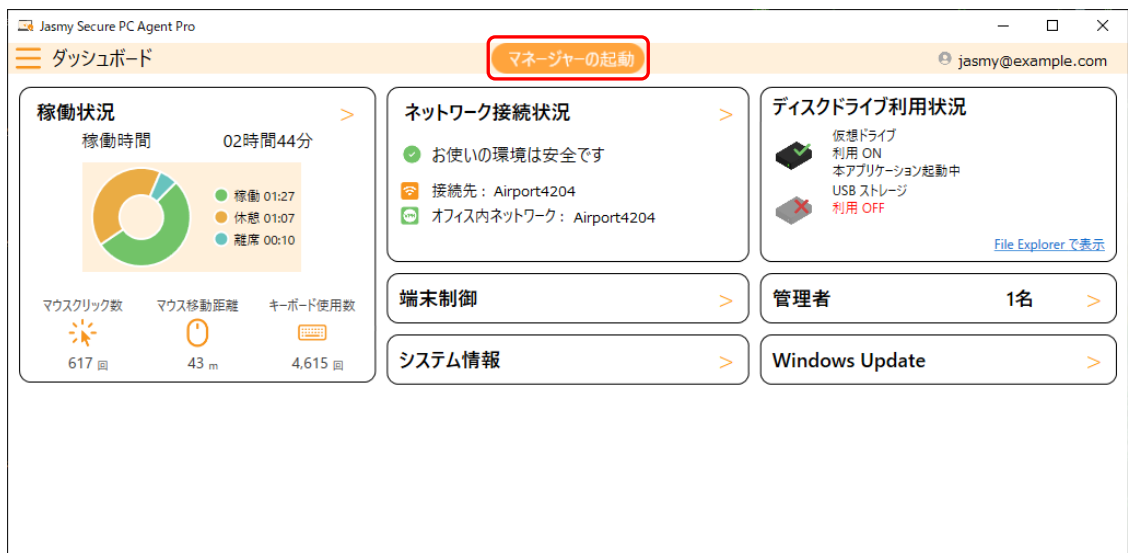 Jasmy Secure PC Agent Pro
ダッシュボード
マネージャーの起動
jasmy@example.com
稼働状況 >
稼働時間 02時間44分
稼働 01:27
休憩 01:07
離席 00:10
マウスクリック数 マウス移動距離 キーボード使用数
617 回 43 m 4,615 回
ネットワーク接続状況 >
お使いの環境は安全です
接続先 : Airport4204
オフィス内ネットワーク : Airport4204
端末制御 >
システム情報 >
ディスクドライブ利用状況
仮想ドライブ
利用 ON
本アプリケーション起動中
USB ストレージ
利用 OFF
File Explorer で表示
管理者 1名 >
Windows Update >